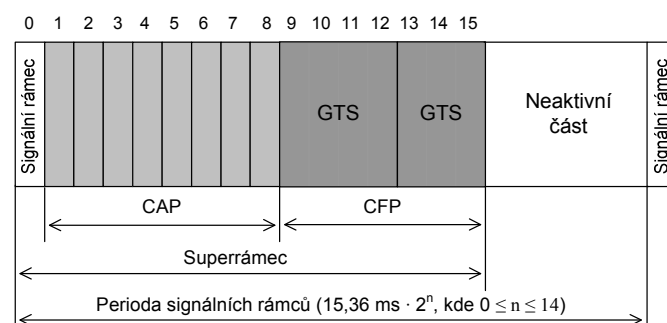 0 1 2 3 4 5 6 7 8 9 10 11 12 13 14 15
Signální rámec
GTS
GTS
Neaktivní
část
Signální rámec
CAP
CFP
Superrámec
Perioda signálních rámců (15,36 ms · 2ⁿ, kde 0 ≤ n ≤ 14)